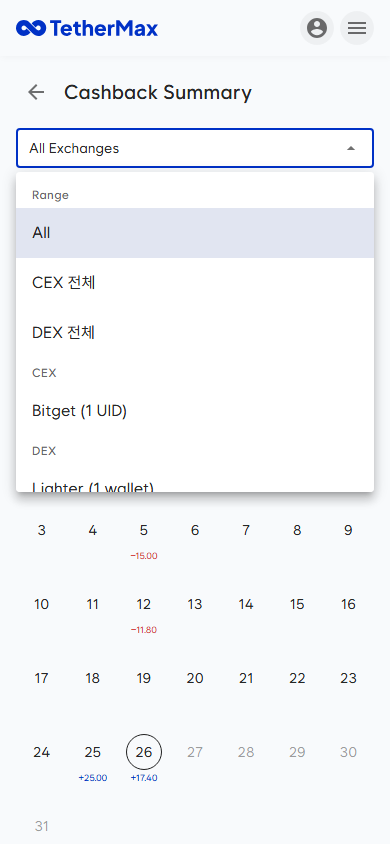 TetherMax
Cashback Summary
All Exchanges
Range
All
CEX 전체
DEX 전체
CEX
Bitget (1 UID)
DEX
Lighter (1 wallet)
3 4 5 6 7 8 9
−15.00
10 11 12 13 14 15 16
−11.80
17 18 19 20 21 22 23
24 25 26 27 28 29 30
+25.00 +17.40
31